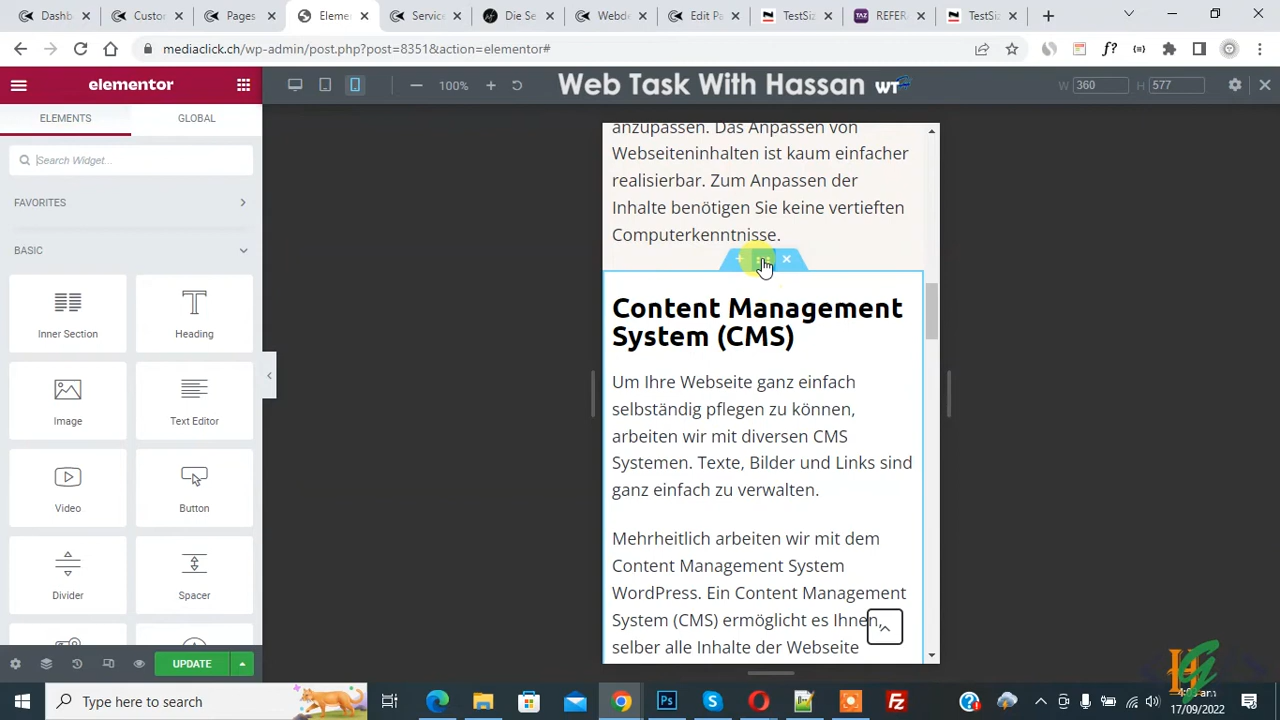 Dashb
Custo
Pages
Eleme
Servic
Die Se
Webde
Edit Pa
TestSiz
REFERA
TestSiz
mediaclick.ch/wp-admin/post.php?post=8351&action=elementor#
elementor
100%
Web Task With Hassan WT
W 360 H 577
ELEMENTS GLOBAL
Search Widget...
FAVORITES
BASIC
Inner Section
Heading
Image
Text Editor
Video
Button
Divider
Spacer
UPDATE
anzupassen. Das Anpassen von
Webseiteninhalten ist kaum einfacher
realisierbar. Zum Anpassen der
Inhalte benötigen Sie keine vertieften
Computerkenntnisse.
Content Management
System (CMS)
Um Ihre Webseite ganz einfach
selbständig pflegen zu können,
arbeiten wir mit diversen CMS
Systemen. Texte, Bilder und Links sind
ganz einfach zu verwalten.
Mehrheitlich arbeiten wir mit dem
Content Management System
WordPress. Ein Content Management
System (CMS) ermöglicht es Ihnen,
selber alle Inhalte der Webseite
Type here to search
17/09/2022